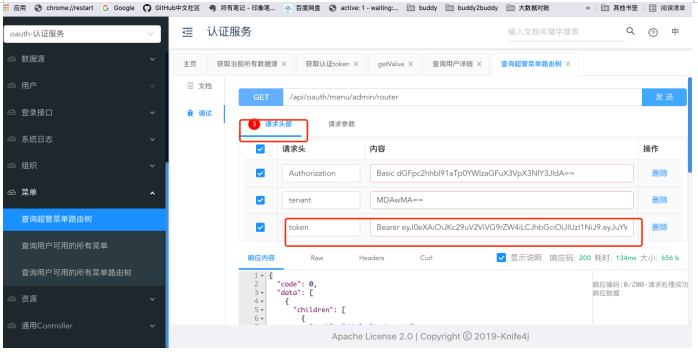 应用 chrome://restart Google GitHub中文社区 所有笔记 - 印象笔... 百度网盘 active: 1 - waiting:... buddy buddy2buddy 大数据对账 » 其他书签 阅读清单
oauth-认证服务
认证服务
输入文档关键字搜索
中
主页 获取当前所有数据源 × 获取认证token × getValue × 查询用户详细 × 查询超管菜单路由树 ×
数据源
用户
登录接口
系统日志
组织
菜单
查询超管菜单路由树
查询用户可用的所有菜单
查询用户可用的所有菜单路由树
资源
通用Controller
文档
调试
GET /api/oauth/menu/admin/router 发 送
3 请求头部 请求参数
请求头 内容 操作
Authorization Basic dGFpc2hhbl91aTp0YWlzaGFuX3VpX3NlY3JldA== 删除
tenant MDAwMA== 删除
token Bearer eyJ0eXAiOiJKc29uV2ViVG9rZW4iLCJhbGciOiJIUzI1NiJ9.eyJuYW 删除
响应内容 Raw Headers Curl 显示说明 响应码: 200 耗时: 134ms 大小: 656 b
1 {
2 "code": 0,
3 "data": [
4 {
5 "children": [
6 {
响应编码:0/200-请求处理成功
响应数据
Apache License 2.0 | Copyright © 2019-Knife4j